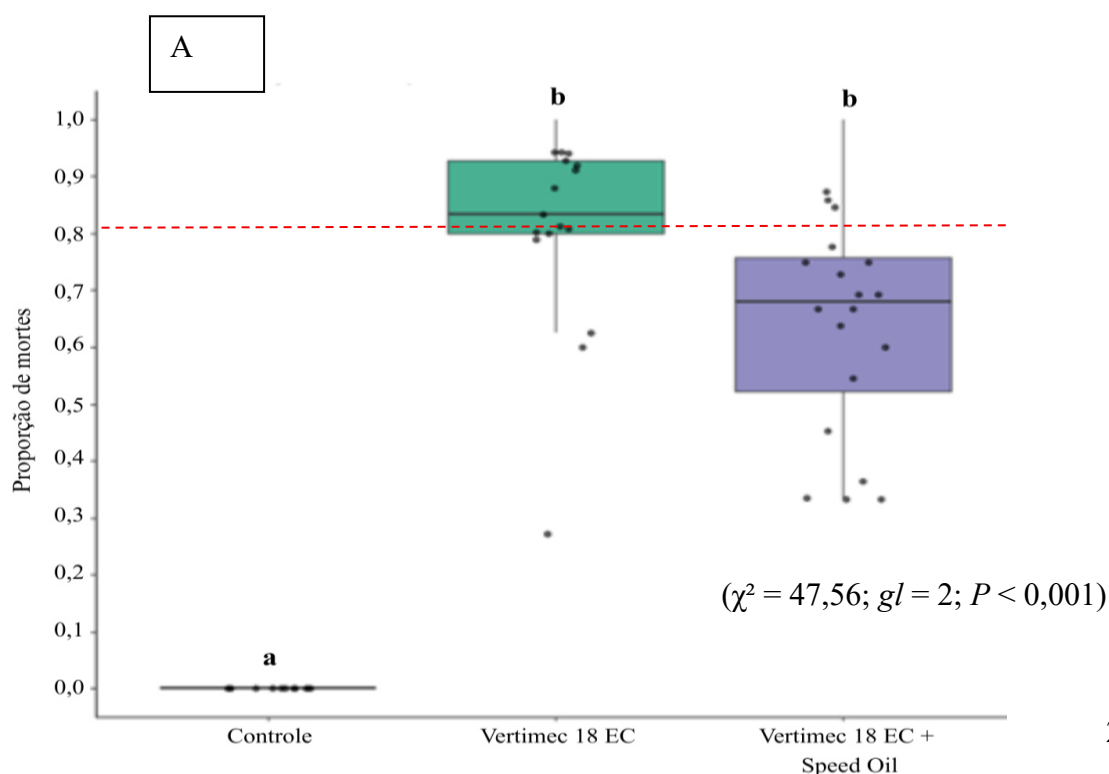 A
b b
1,0
0,9
0,8
0,7
0,6
0,5
0,4
0,3
0,2
0,1
0,0
Proporção de mortes
(χ² = 47,56; gl = 2; P < 0,001)
a
Controle Vertimec 18 EC Vertimec 18 EC +
Speed Oil